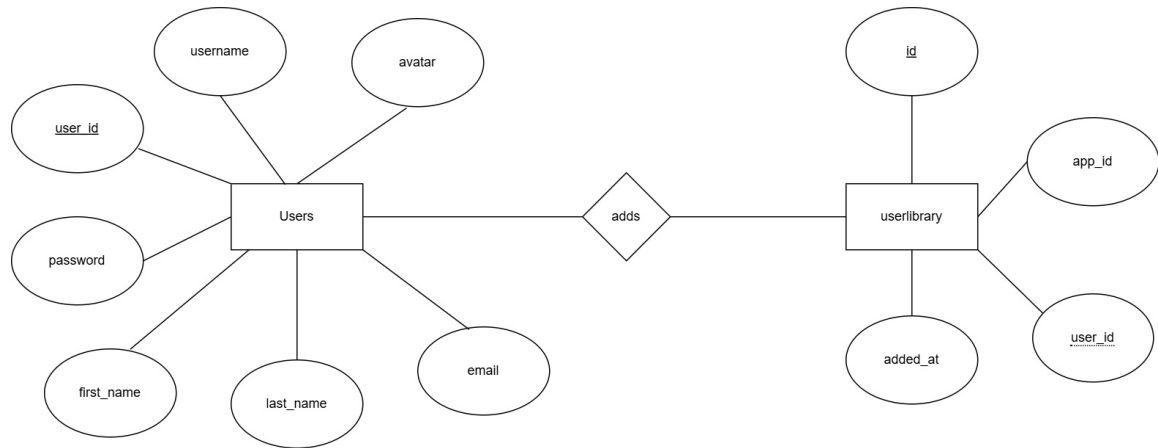 username
avatar
id
user_id
app_id
Users
adds
userlibrary
password
user_id
added_at
email
first_name
last_name